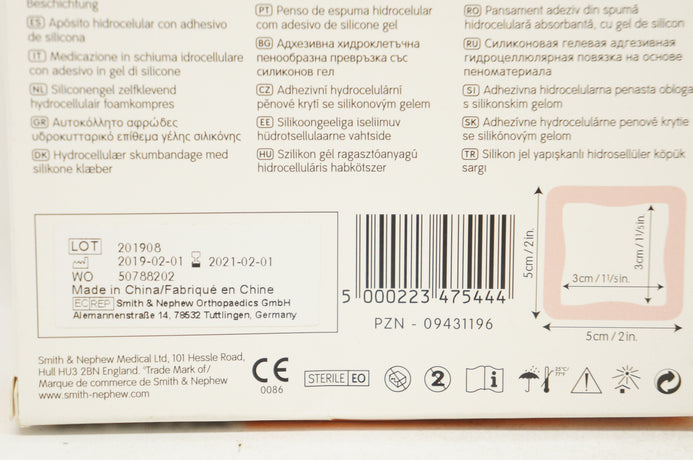 Beschichtung
ES Apósito hidrocelular con adhesivo
de silicona
IT Medicazione in schiuma idrocellulare
con adesivo in gel di silicone
NL Siliconengel zelfklevend
hydrocellulair foamkompres
GR Αυτοκόλλητο αφρώδες
υδροκυτταρικό επίθεμα γέλης σιλικόνης
DK Hydrocellulær skumbandage med
silikone klæber
PT Penso de espuma hidrocelular
com adesivo de silicone gel
BG Адхезивна хидроклетъчна
пенообразна превръзка със
силиконов гел
CZ Adhezivní hydrocelulární
pěnové krytí se silikonovým gelem
EE Silikoongeeliga iseliimuv
hüdrotsellulaarne vahtside
HU Szilikon gél ragasztóanyagú
hidrocelluláris habkötszer
RO Pansament adeziv din spumă
hidrocelulară absorbantă, cu gel de silicon
RU Силиконовая гелевая адгезивная
гидроцеллюлярная повязка на основе
пеноматериала
SI Adhezivna hidrocelularna penasta obloga
s silikonskim gelom
SK Adhezívne hydrocelulárne penové krytie
se silikónovým gelom
TR Silikon jel yapışkanlı hidroselüler köpük
sargı
LOT 201908
2019-02-01 2021-02-01
WO 50788202
Made in China/Fabriqué en Chine
EC REP Smith & Nephew Orthopaedics GmbH
Alemannenstraße 14, 78532 Tuttlingen, Germany
5 000223 475444
PZN - 09431196
5cm / 2in.
3cm / 1⅕in.
3cm / 1⅕in.
5cm / 2in.
Smith & Nephew Medical Ltd, 101 Hessle Road,
Hull HU3 2BN England. *Trade Mark of/
Marque de commerce de Smith & Nephew
www.smith-nephew.com
CE
0086
STERILE EO
2
i
25°C/
77°F